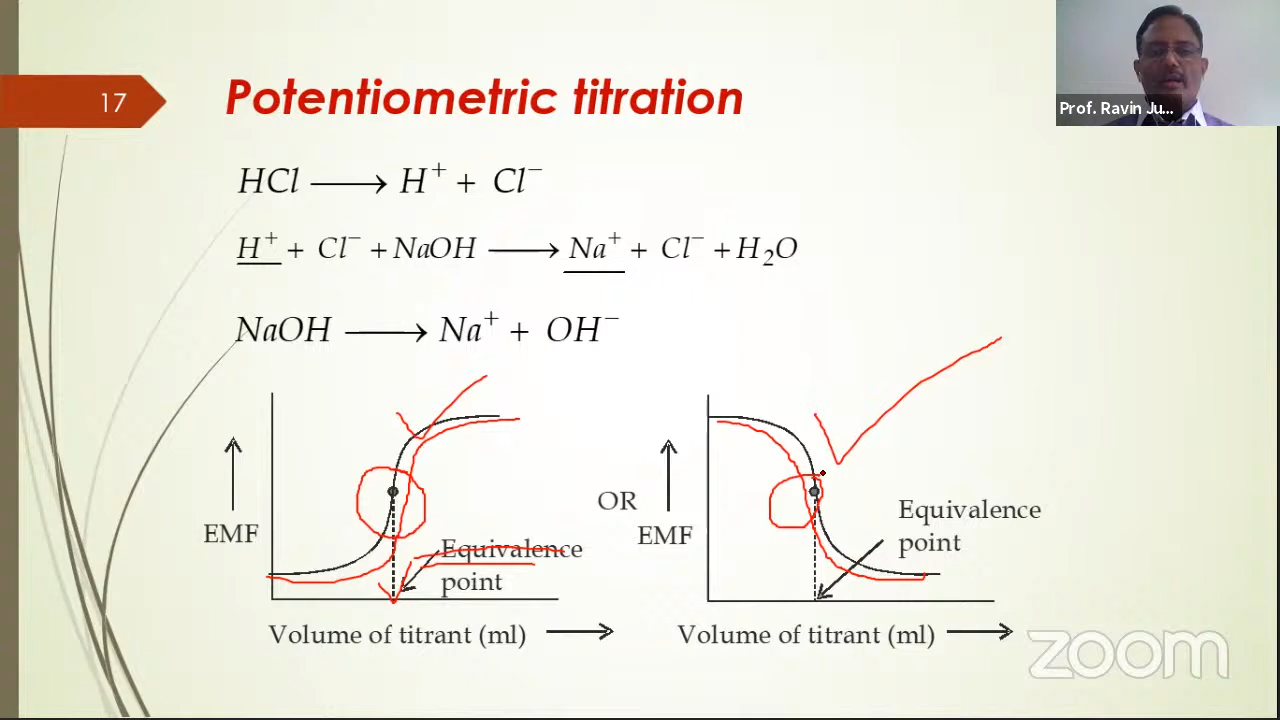 17
Potentiometric titration
Prof. Ravin Ju...
HCl ⟶ H⁺ + Cl⁻
H⁺ + Cl⁻ + NaOH ⟶ Na⁺ + Cl⁻ + H₂O
NaOH ⟶ Na⁺ + OH⁻
EMF
Equivalence
point
Volume of titrant (ml)
OR
EMF
Equivalence
point
Volume of titrant (ml)
zoom